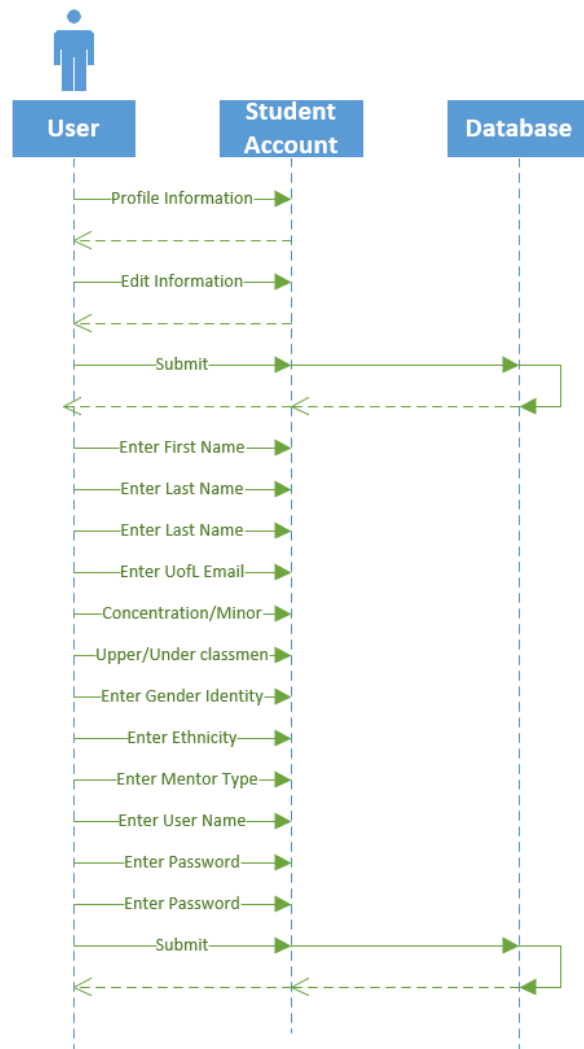 User
Student
Account
Database
Profile Information
Edit Information
Submit
Enter First Name
Enter Last Name
Enter Last Name
Enter UofL Email
Concentration/Minor
Upper/Under classmen
Enter Gender Identity
Enter Ethnicity
Enter Mentor Type
Enter User Name
Enter Password
Enter Password
Submit